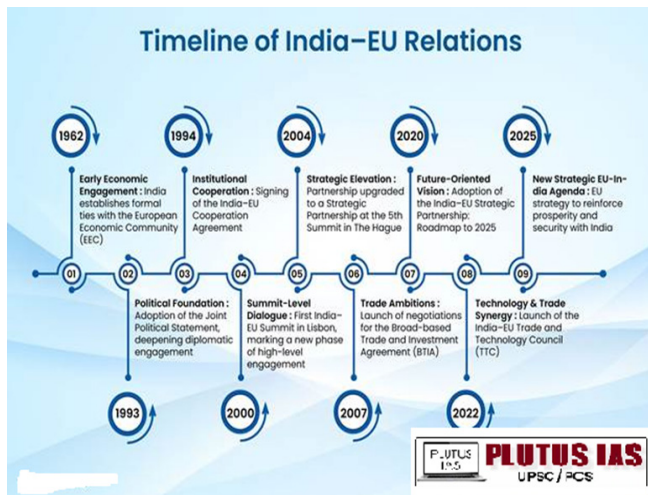 Timeline of India–EU Relations
1962
1994
2004
2020
2025
Early Economic
Engagement : India
establishes formal
ties with the European
Economic Community
(EEC)
Institutional
Cooperation : Signing
of the India–EU
Cooperation
Agreement
Strategic Elevation :
Partnership upgraded
to a Strategic
Partnership at the 5th
Summit in The Hague
Future-Oriented
Vision : Adoption of
the India–EU Strategic
Partnership:
Roadmap to 2025
New Strategic EU-In-
dia Agenda : EU
strategy to reinforce
prosperity and
security with India
01
02
03
04
05
06
07
08
09
Political Foundation :
Adoption of the Joint
Political Statement,
deepening diplomatic
engagement
Summit-Level
Dialogue : First India–
EU Summit in Lisbon,
marking a new phase
of high-level
engagement
Trade Ambitions :
Launch of negotiations
for the Broad-based
Trade and Investment
Agreement (BTIA)
Technology & Trade
Synergy : Launch of the
India–EU Trade and
Technology Council
(TTC)
1993
2000
2007
2022
PLUTUS
IAS
PLUTUS IAS
UPSC/PCS